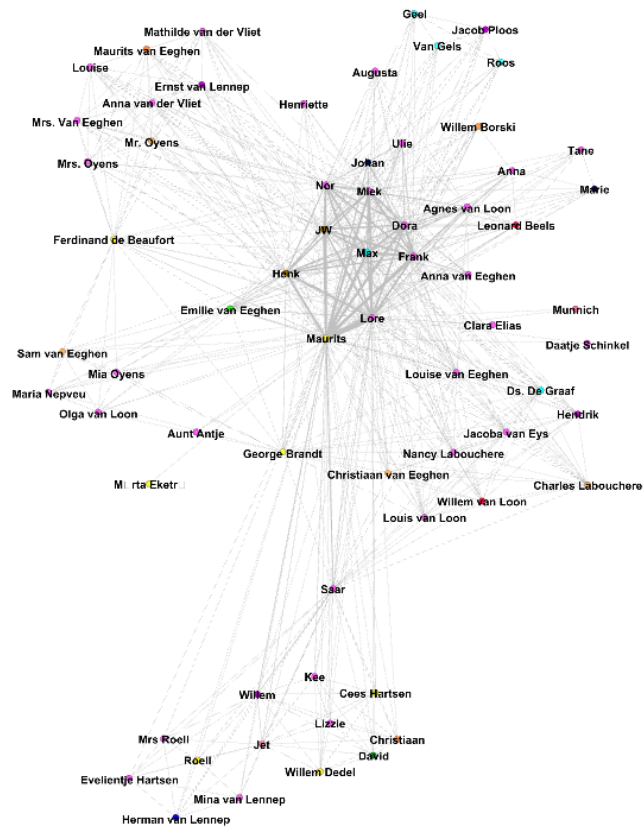 Geel
Jacob Ploos
Mathilde van der Vliet
Van Gels
Maurits van Eeghen
Roos
Louise
Augusta
Ernst van Lennep
Anna van der Vliet
Henriette
Mrs. Van Eeghen
Willem Borski
Mr. Oyens
Ulie
Tane
Mrs. Oyens
Johan
Anna
Nor
Miek
Marie
Agnes van Loon
JW
Dora
Leonard Beels
Ferdinand de Beaufort
Max
Frank
Henk
Anna van Eeghen
Emilie van Eeghen
Munnich
Lore
Clara Elias
Maurits
Daatje Schinkel
Sam van Eeghen
Mia Oyens
Louise van Eeghen
Maria Nepveu
Ds. De Graaf
Olga van Loon
Hendrik
Aunt Antje
Jacoba van Eys
George Brandt
Nancy Labouchere
Christiaan van Eeghen
Charles Labouchere
Willem van Loon
Louis van Loon
Saar
Kee
Willem
Cees Hartsen
Lizzie
Mrs Roell
Jet
Christiaan
Roell
David
Willem Dedel
Evelientje Hartsen
Mina van Lennep
Herman van Lennep